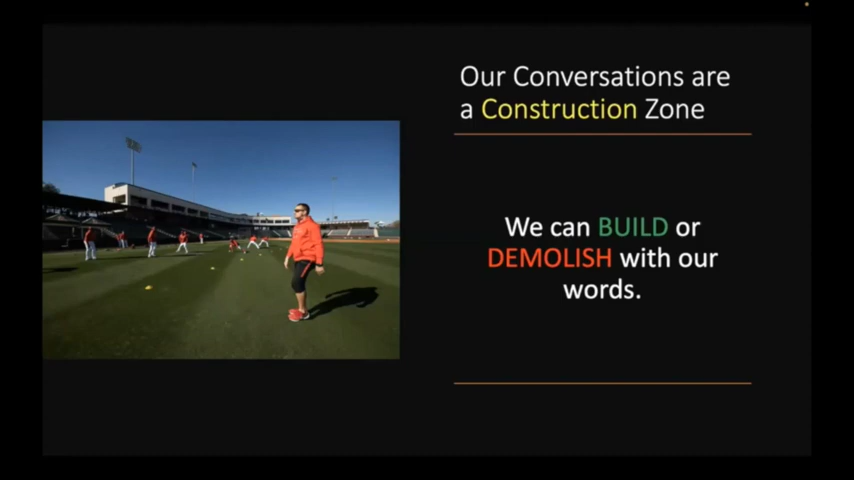 Our Conversations are
a Construction Zone
We can BUILD or
DEMOLISH with our
words.